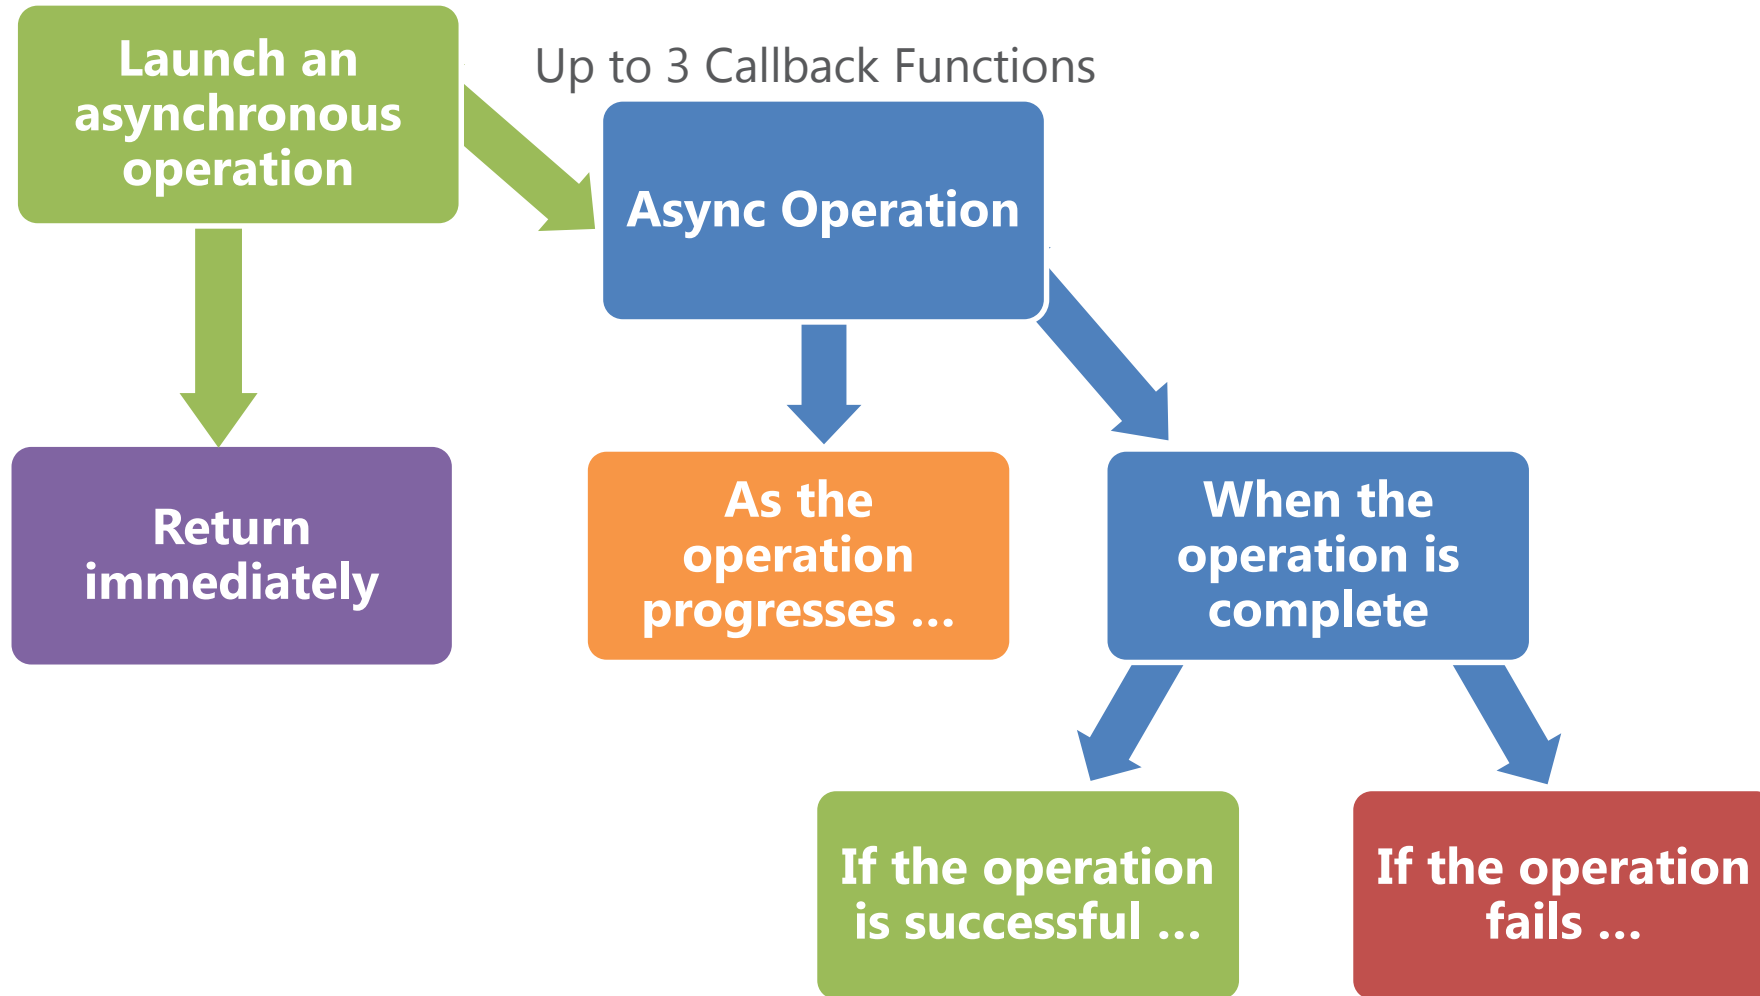 Launch an
asynchronous
operation
Up to 3 Callback Functions
Async Operation
Return
immediately
As the
operation
progresses …
When the
operation is
complete
If the operation
is successful …
If the operation
fails …